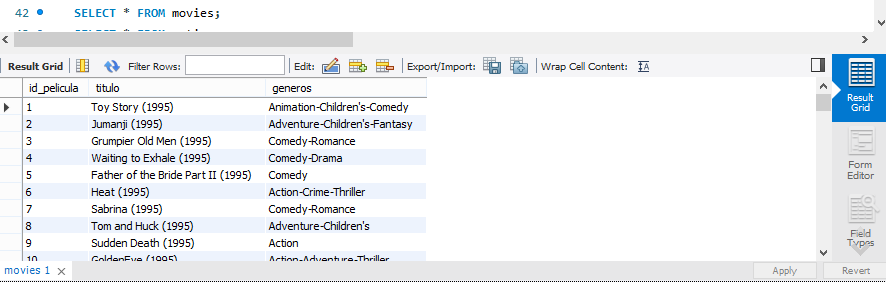 42 SELECT * FROM movies;
Result Grid Filter Rows: Edit: Export/Import: Wrap Cell Content:
id_pelicula titulo generos
1 Toy Story (1995) Animation-Children's-Comedy
2 Jumanji (1995) Adventure-Children's-Fantasy
3 Grumpier Old Men (1995) Comedy-Romance
4 Waiting to Exhale (1995) Comedy-Drama
5 Father of the Bride Part II (1995) Comedy
6 Heat (1995) Action-Crime-Thriller
7 Sabrina (1995) Comedy-Romance
8 Tom and Huck (1995) Adventure-Children's
9 Sudden Death (1995) Action
10 GoldenEye (1995) Action-Adventure-Thriller
Result
Grid
Form
Editor
Field
Types
movies 1 Apply Revert